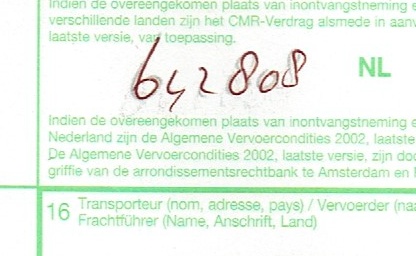 Indien de overeengekomen plaats van inontvangstneming e
verschillende landen zijn het CMR-Verdrag alsmede in aanv
laatste versie, van toepassing.
642808
NL
Indien de overeengekomen plaats van inontvangstneming e
Nederland zijn de Algemene Vervoercondities 2002, laatste
De Algemene Vervoercondities 2002, laatste versie, zijn doo
griffie van de arrondissementsrechtbank te Amsterdam en
16 Transporteur (nom, adresse, pays) / Vervoerder (naa
Frachtführer (Name, Anschrift, Land)